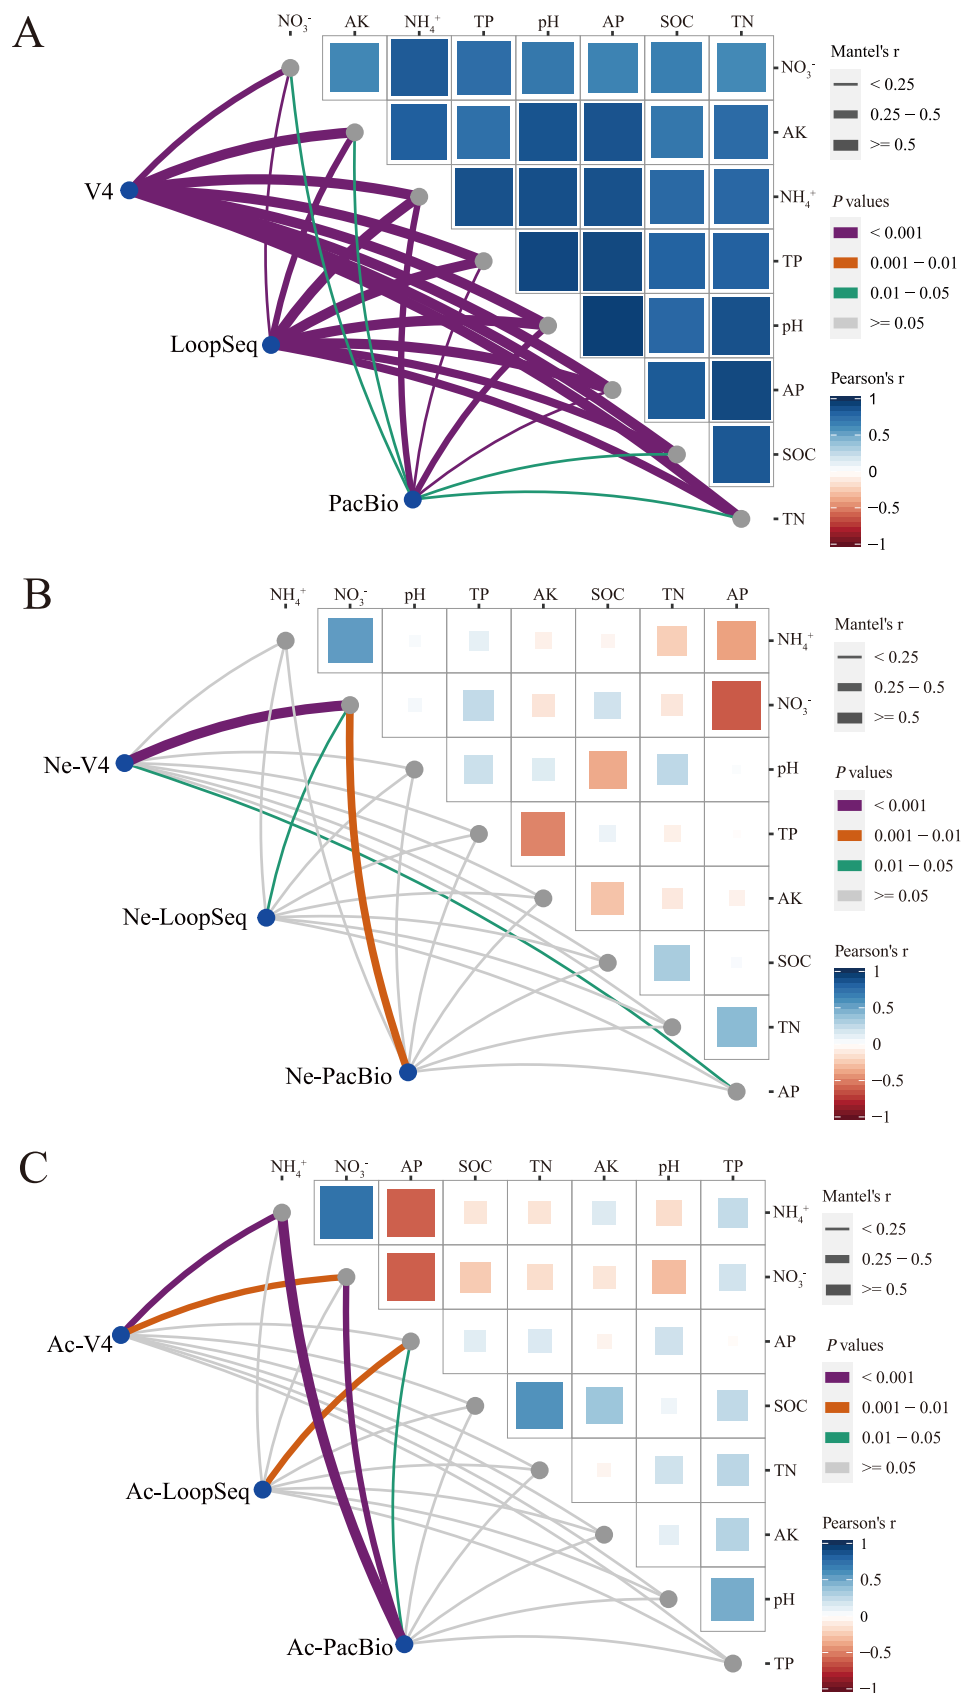 A
NO₃⁻ AK NH₄⁺ TP pH AP SOC TN
NO₃⁻
AK
NH₄⁺
TP
pH
AP
SOC
TN
V4
LoopSeq
PacBio
Mantel's r
< 0.25
0.25 – 0.5
>= 0.5
P values
< 0.001
0.001 – 0.01
0.01 – 0.05
>= 0.05
Pearson's r
1
0.5
0
−0.5
−1
B
NH₄⁺ NO₃⁻ pH TP AK SOC TN AP
NH₄⁺
NO₃⁻
pH
TP
AK
SOC
TN
AP
Ne-V4
Ne-LoopSeq
Ne-PacBio
Mantel's r
< 0.25
0.25 – 0.5
>= 0.5
P values
< 0.001
0.001 – 0.01
0.01 – 0.05
>= 0.05
Pearson's r
1
0.5
0
−0.5
−1
C
NH₄⁺ NO₃⁻ AP SOC TN AK pH TP
NH₄⁺
NO₃⁻
AP
SOC
TN
AK
pH
TP
Ac-V4
Ac-LoopSeq
Ac-PacBio
Mantel's r
< 0.25
0.25 – 0.5
>= 0.5
P values
< 0.001
0.001 – 0.01
0.01 – 0.05
>= 0.05
Pearson's r
1
0.5
0
−0.5
−1